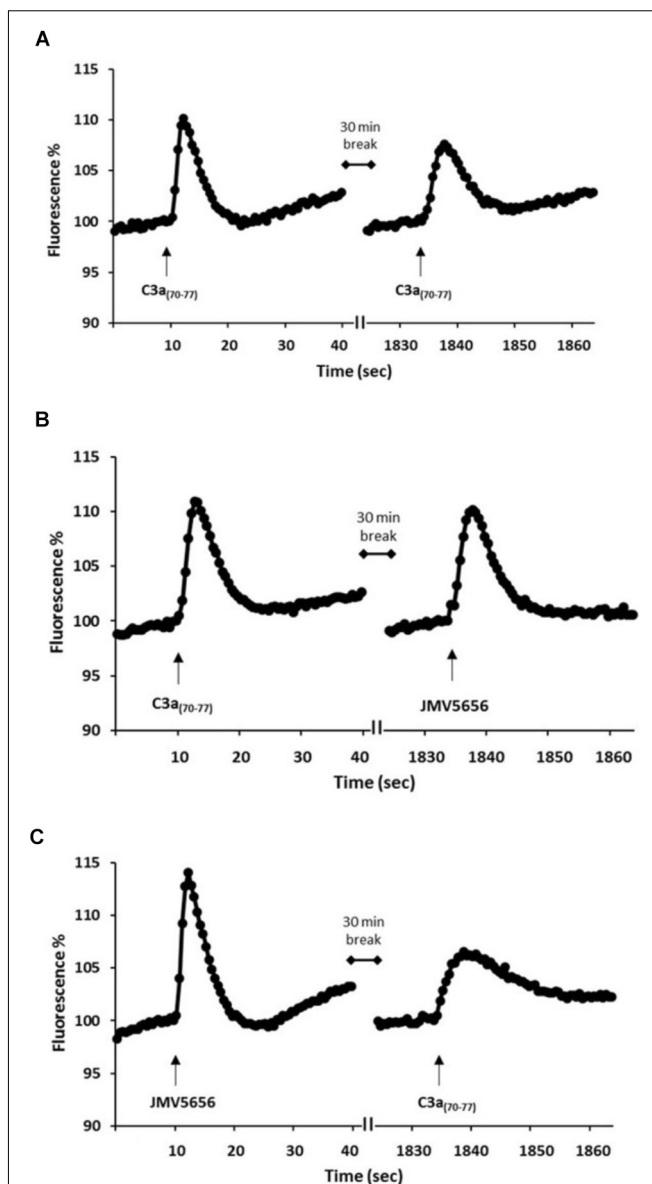 A
115
110
105
100
95
90
Fluorescence %
30 min
break
C3a(70-77)
C3a(70-77)
10 20 30 40 1830 1840 1850 1860
Time (sec)
B
115
110
105
100
95
90
Fluorescence %
30 min
break
C3a(70-77)
JMV5656
10 20 30 40 1830 1840 1850 1860
Time (sec)
C
115
110
105
100
95
90
Fluorescence %
30 min
break
JMV5656
C3a(70-77)
10 20 30 40 1830 1840 1850 1860
Time (sec)